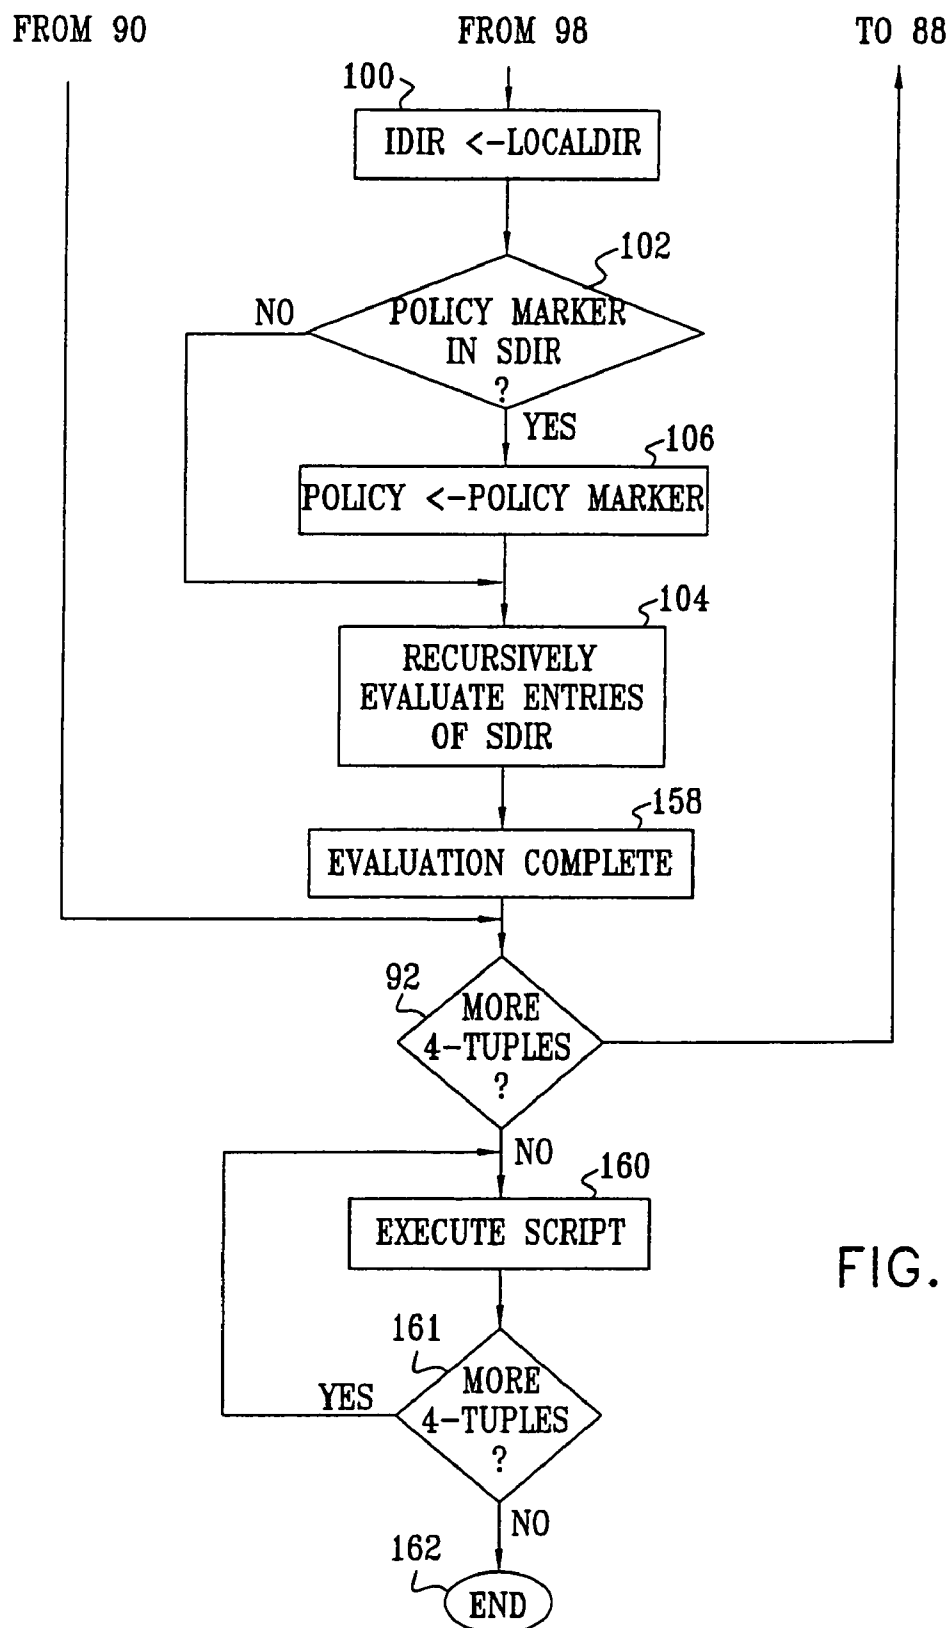 FROM 90
FROM 98
TO 88
100
IDIR <-LOCALDIR
102
NO
POLICY MARKER
IN SDIR
?
YES
106
POLICY <-POLICY MARKER
104
RECURSIVELY
EVALUATE ENTRIES
OF SDIR
158
EVALUATION COMPLETE
92
MORE
4-TUPLES
?
NO
160
EXECUTE SCRIPT
FIG.
161
MORE
4-TUPLES
?
YES
NO
162
END